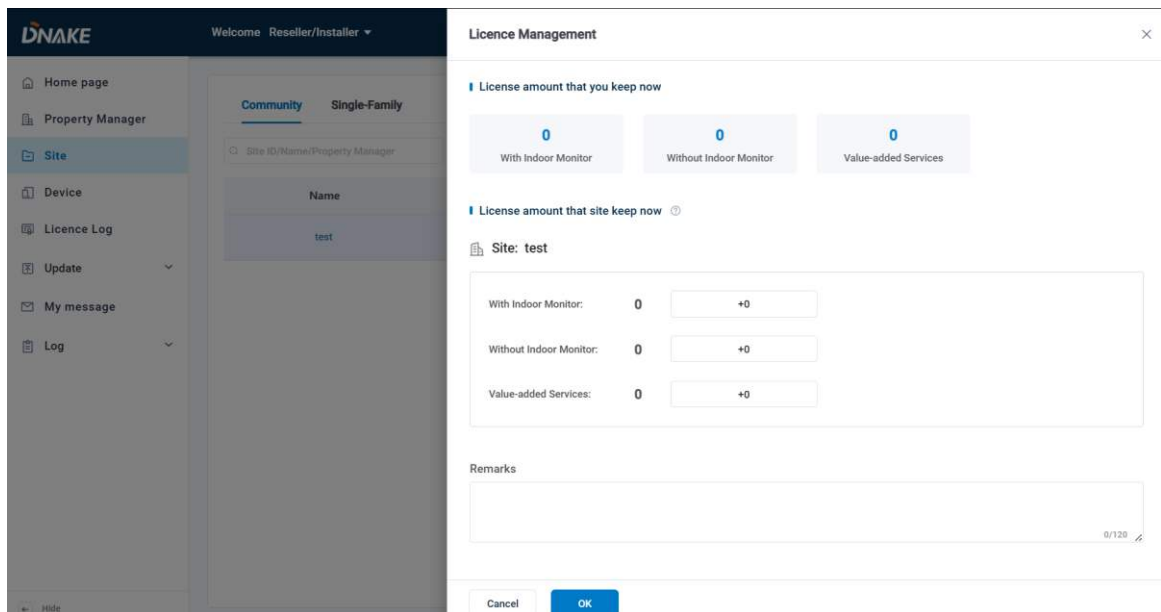 DNAKE
Welcome Reseller/Installer
Home page
Property Manager
Site
Device
Licence Log
Update
My message
Log
Hide
Community Single-Family
Site ID/Name/Property Manager
Name
test
Licence Management
License amount that you keep now
0 0 0
With Indoor Monitor Without Indoor Monitor Value-added Services
License amount that site keep now
Site: test
With Indoor Monitor: 0 +0
Without Indoor Monitor: 0 +0
Value-added Services: 0 +0
Remarks
0/120
Cancel OK